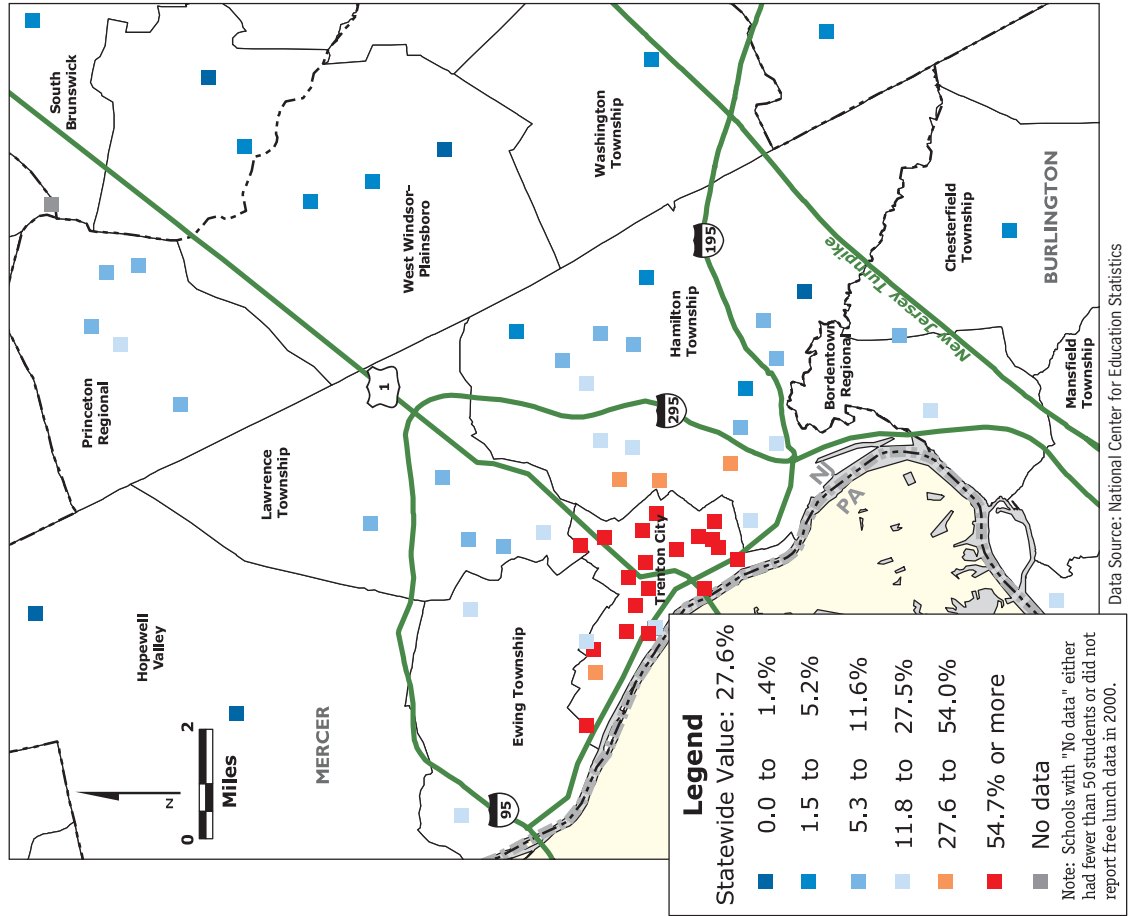 South
Brunswick
Princeton
Regional
West Windsor-
Plainsboro
Washington
Township
1
Lawrence
Township
Hopewell
Valley
MERCER
N
0 2
Miles
Ewing Township
95
Trenton City
295
Hamilton
Township
195
New Jersey Turnpike
Bordentown
Regional
NJ
PA
Chesterfield
Township
BURLINGTON
Mansfield
Township
Legend
Statewide Value: 27.6%
0.0 to 1.4%
1.5 to 5.2%
5.3 to 11.6%
11.8 to 27.5%
27.6 to 54.0%
54.7% or more
No data
Note: Schools with "No data" either
had fewer than 50 students or did not
report free lunch data in 2000.
Data Source: National Center for Education Statistics